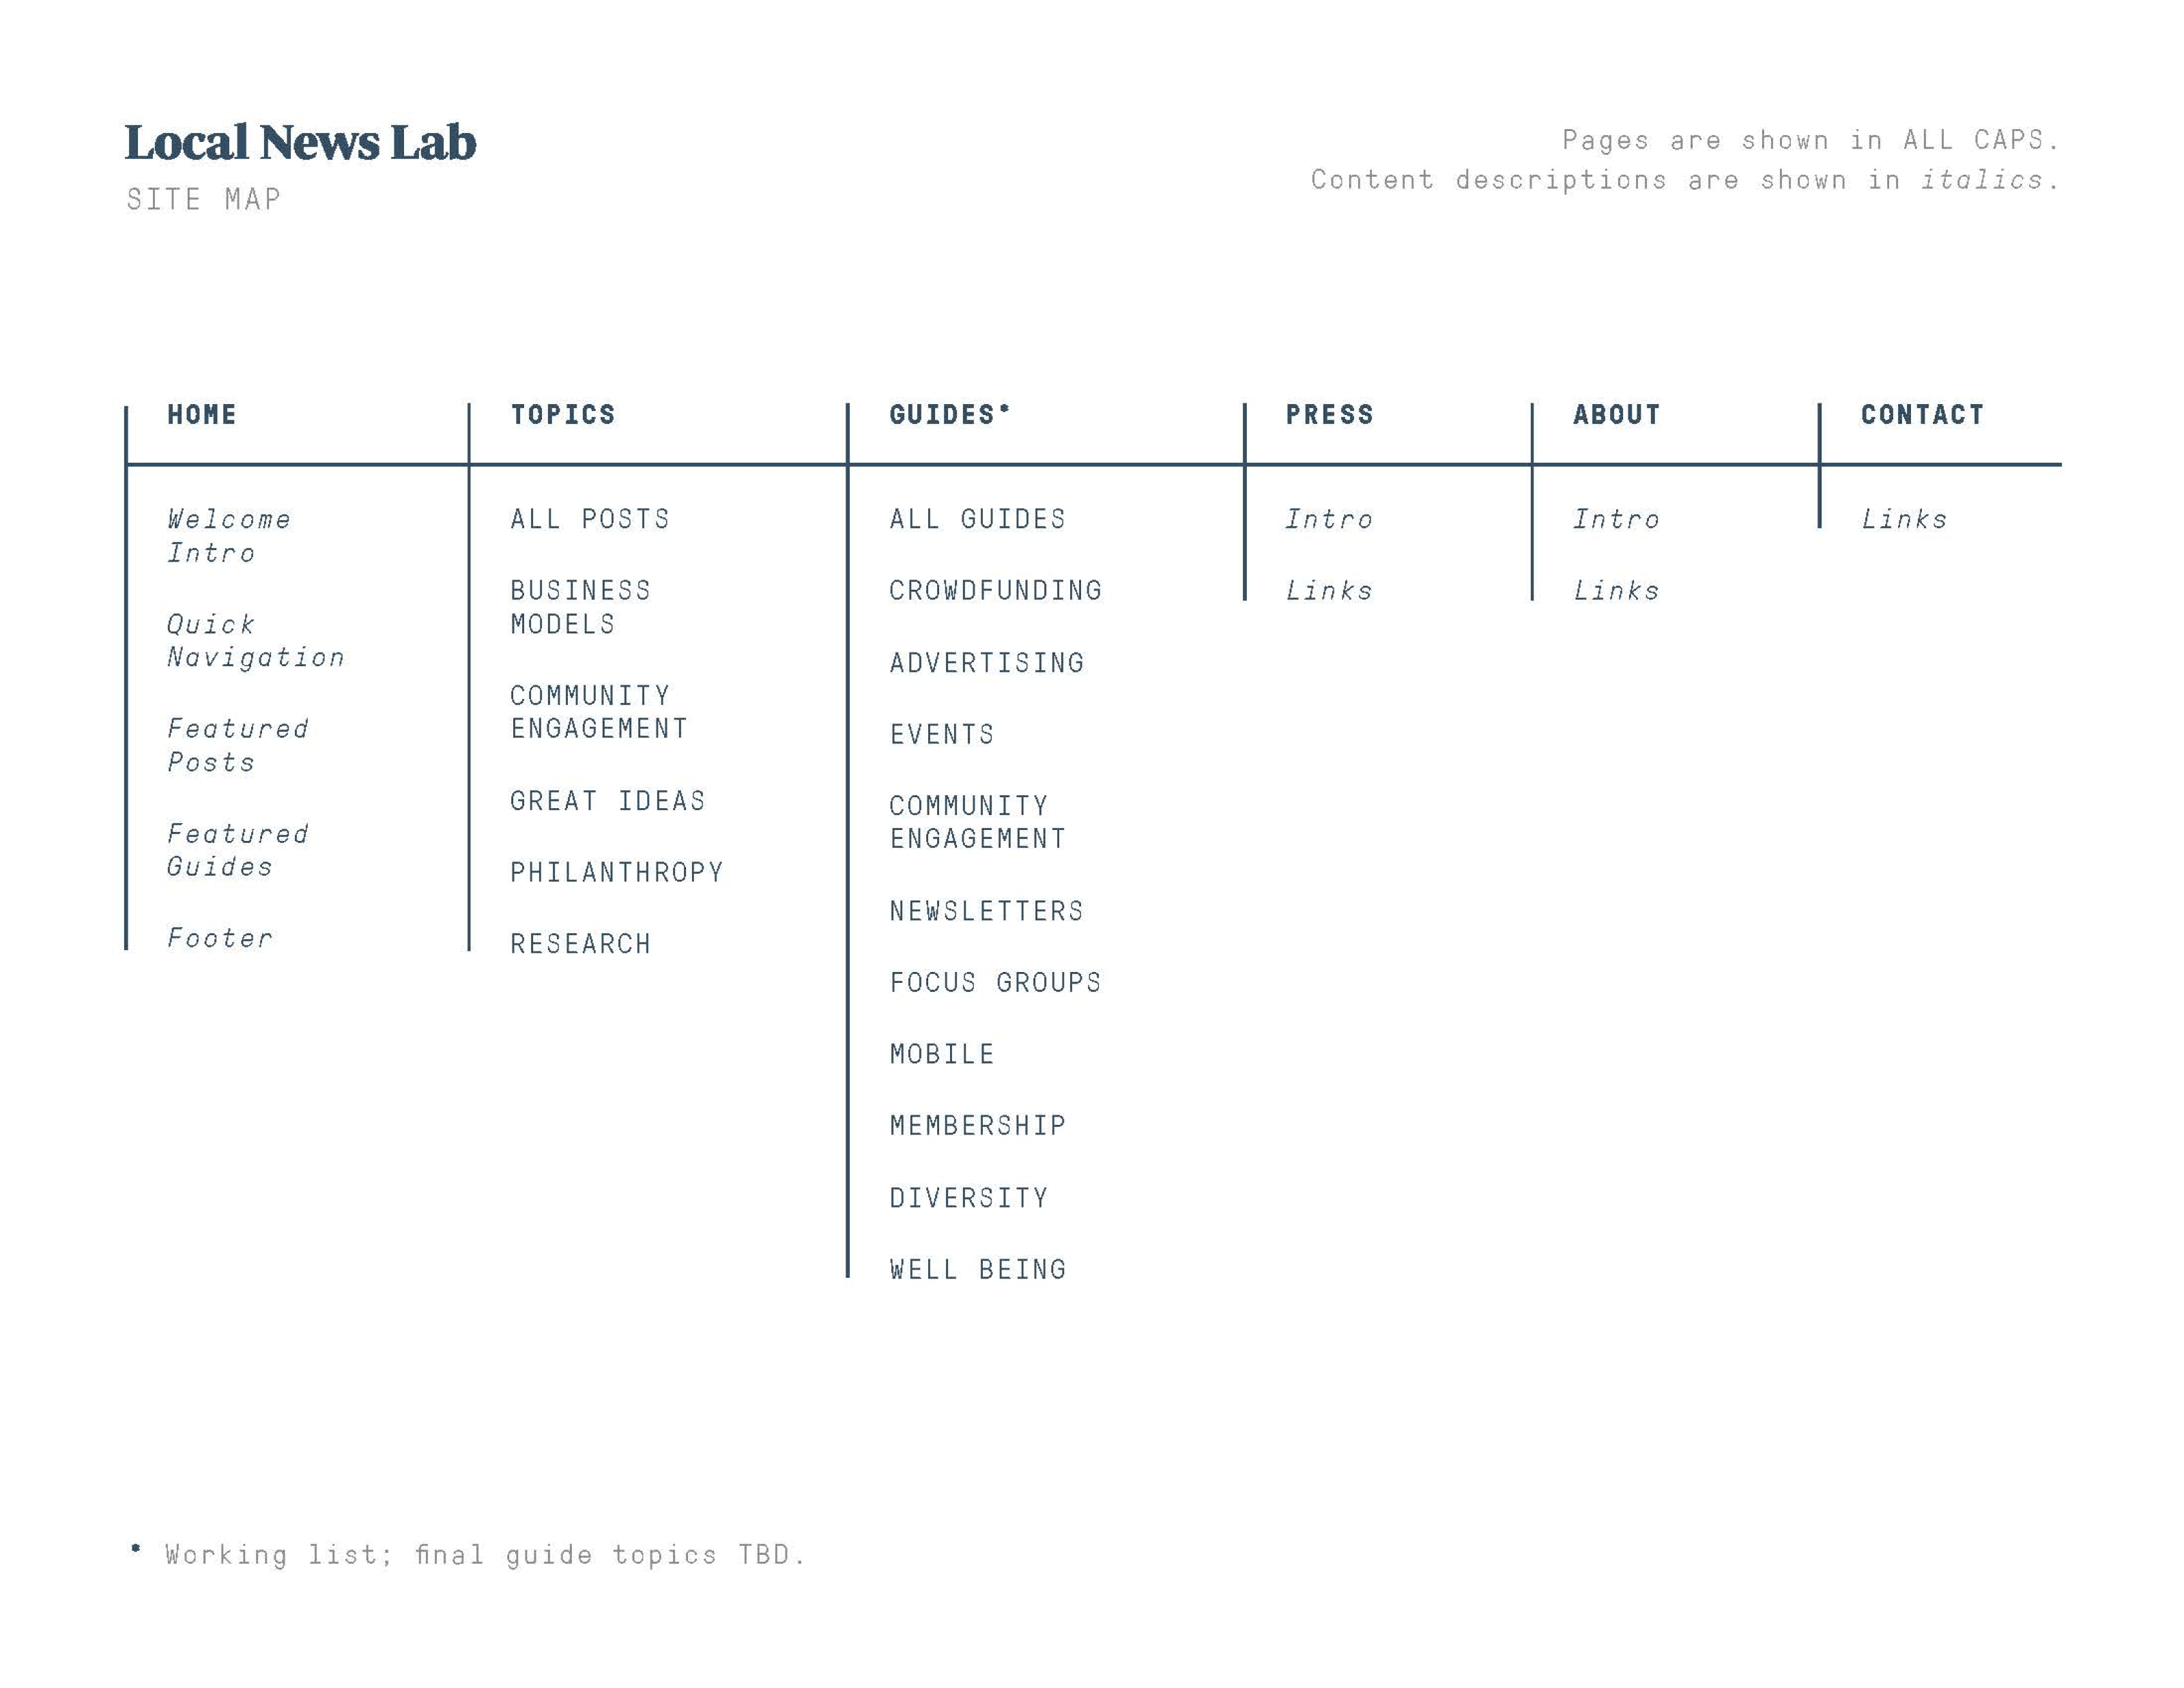 Local News Lab
SITE MAP
Pages are shown in ALL CAPS.
Content descriptions are shown in italics.
HOME
Welcome
Intro
Quick
Navigation
Featured
Posts
Featured
Guides
Footer
TOPICS
ALL POSTS
BUSINESS
MODELS
COMMUNITY
ENGAGEMENT
GREAT IDEAS
PHILANTHROPY
RESEARCH
GUIDES*
ALL GUIDES
CROWDFUNDING
ADVERTISING
EVENTS
COMMUNITY
ENGAGEMENT
NEWSLETTERS
FOCUS GROUPS
MOBILE
MEMBERSHIP
DIVERSITY
WELL BEING
PRESS
Intro
Links
ABOUT
Intro
Links
CONTACT
Links
* Working list; final guide topics TBD.